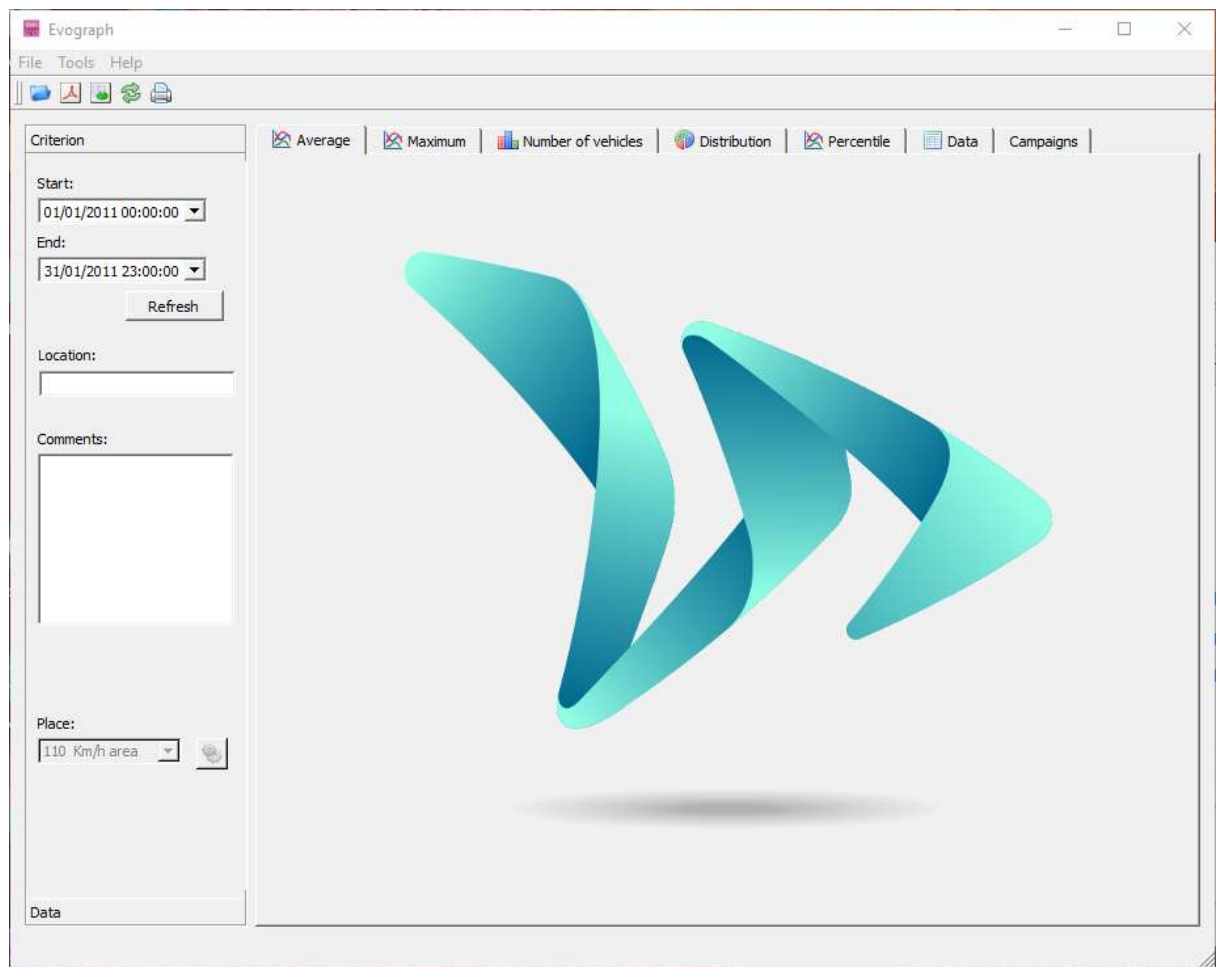 Evograph
File Tools Help
Criterion
Average Maximum Number of vehicles Distribution Percentile Data Campaigns
Start:
01/01/2011 00:00:00
End:
31/01/2011 23:00:00
Refresh
Location:
Comments:
Place:
110 Km/h area
Data